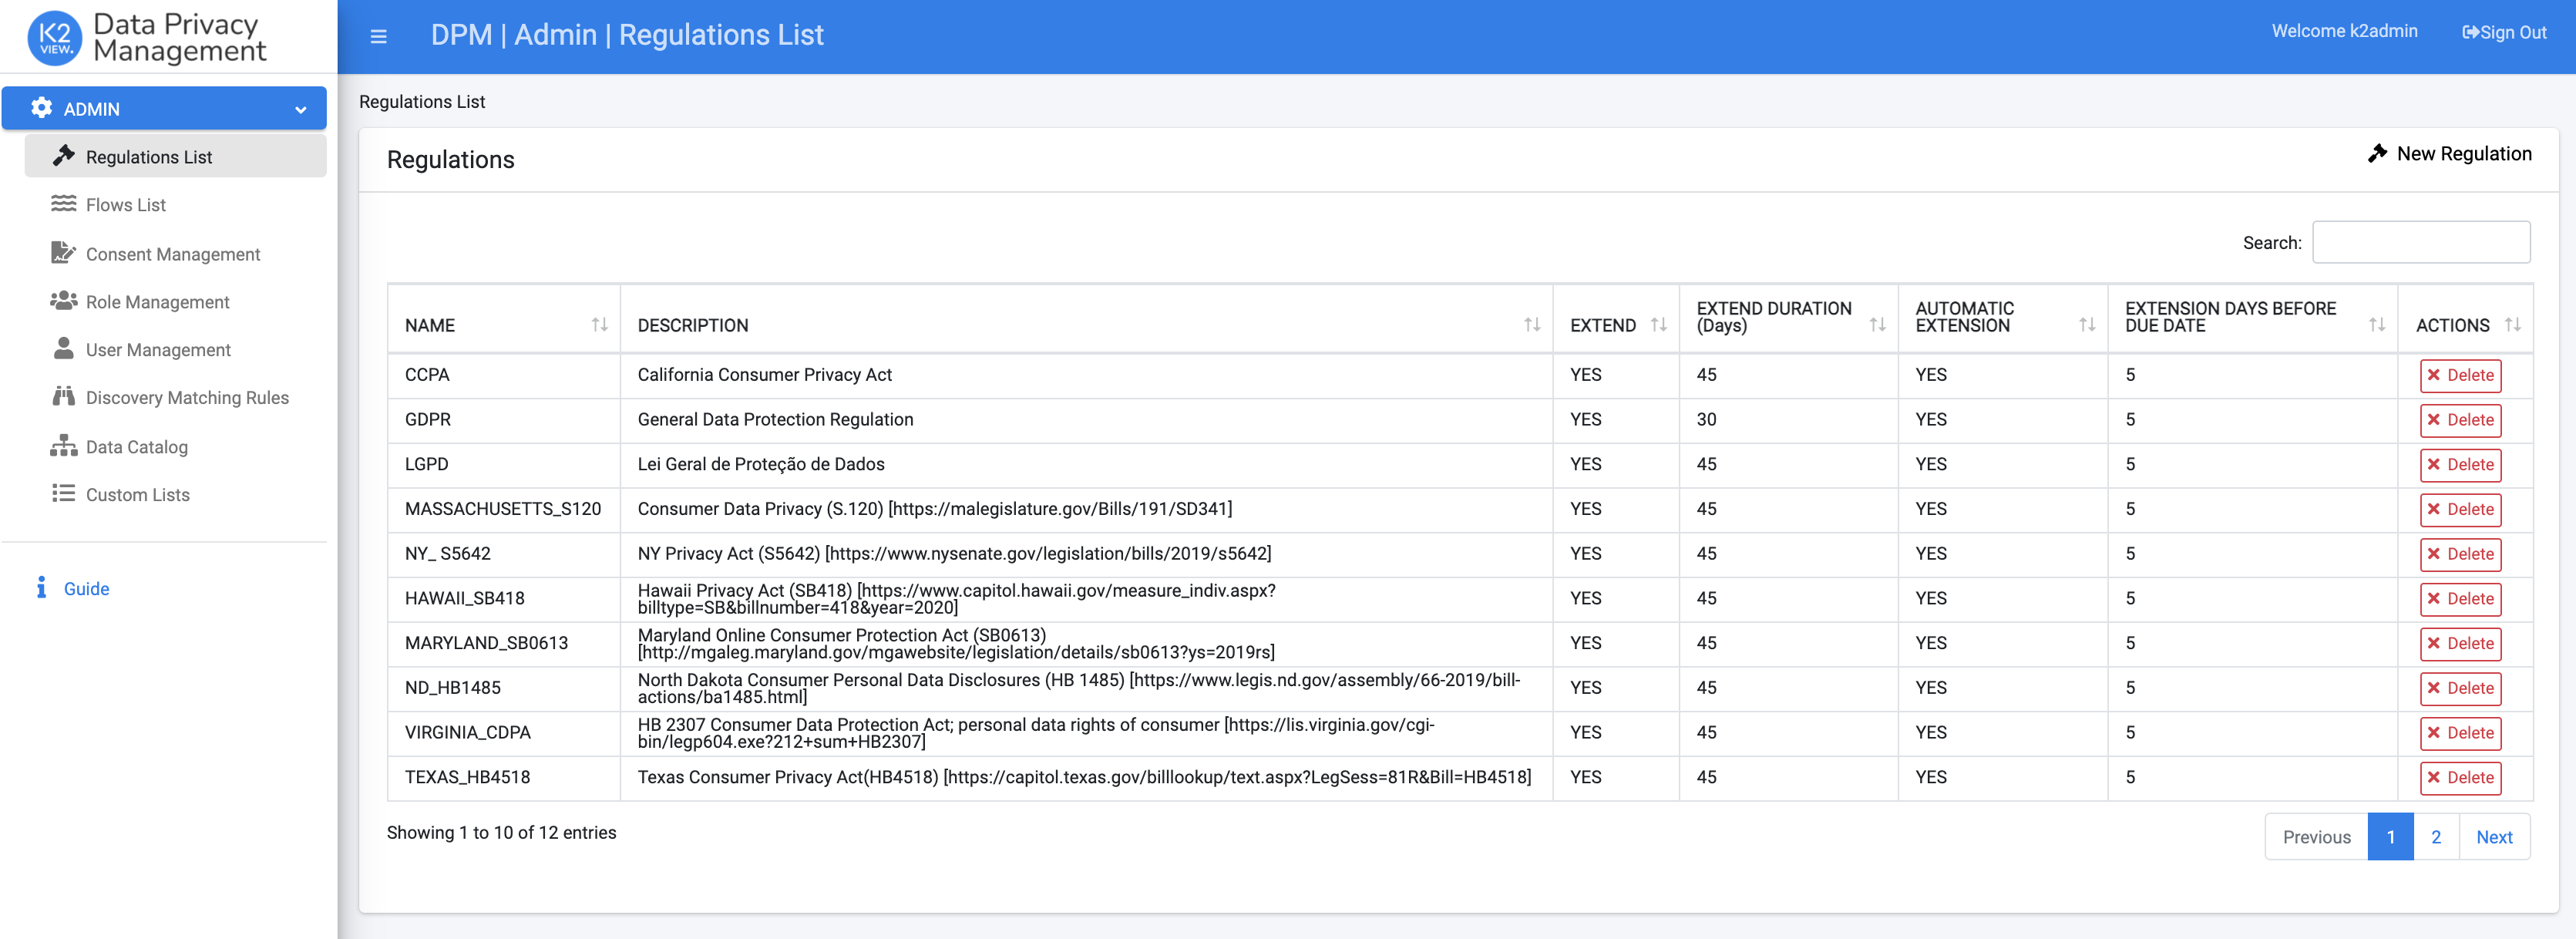 K2
VIEW.
Data Privacy
Management
DPM | Admin | Regulations List
Welcome k2admin
Sign Out
ADMIN
Regulations List
Flows List
Consent Management
Role Management
User Management
Discovery Matching Rules
Data Catalog
Custom Lists
Guide
Regulations List
Regulations
New Regulation
Search:
NAME DESCRIPTION EXTEND EXTEND DURATION (Days) AUTOMATIC EXTENSION EXTENSION DAYS BEFORE DUE DATE ACTIONS
CCPA California Consumer Privacy Act YES 45 YES 5 Delete
GDPR General Data Protection Regulation YES 30 YES 5 Delete
LGPD Lei Geral de Proteção de Dados YES 45 YES 5 Delete
MASSACHUSETTS_S120 Consumer Data Privacy (S.120) [https://malegislature.gov/Bills/191/SD341] YES 45 YES 5 Delete
NY_ S5642 NY Privacy Act (S5642) [https://www.nysenate.gov/legislation/bills/2019/s5642] YES 45 YES 5 Delete
HAWAII_SB418 Hawaii Privacy Act (SB418) [https://www.capitol.hawaii.gov/measure_indiv.aspx?
billtype=SB&billnumber=418&year=2020] YES 45 YES 5 Delete
MARYLAND_SB0613 Maryland Online Consumer Protection Act (SB0613)
[http://mgaleg.maryland.gov/mgawebsite/legislation/details/sb0613?ys=2019rs] YES 45 YES 5 Delete
ND_HB1485 North Dakota Consumer Personal Data Disclosures (HB 1485) [https://www.legis.nd.gov/assembly/66-2019/bill-
actions/ba1485.html] YES 45 YES 5 Delete
VIRGINIA_CDPA HB 2307 Consumer Data Protection Act; personal data rights of consumer [https://lis.virginia.gov/cgi-
bin/legp604.exe?212+sum+HB2307] YES 45 YES 5 Delete
TEXAS_HB4518 Texas Consumer Privacy Act(HB4518) [https://capitol.texas.gov/billlookup/text.aspx?LegSess=81R&Bill=HB4518] YES 45 YES 5 Delete
Showing 1 to 10 of 12 entries
Previous 1 2 Next